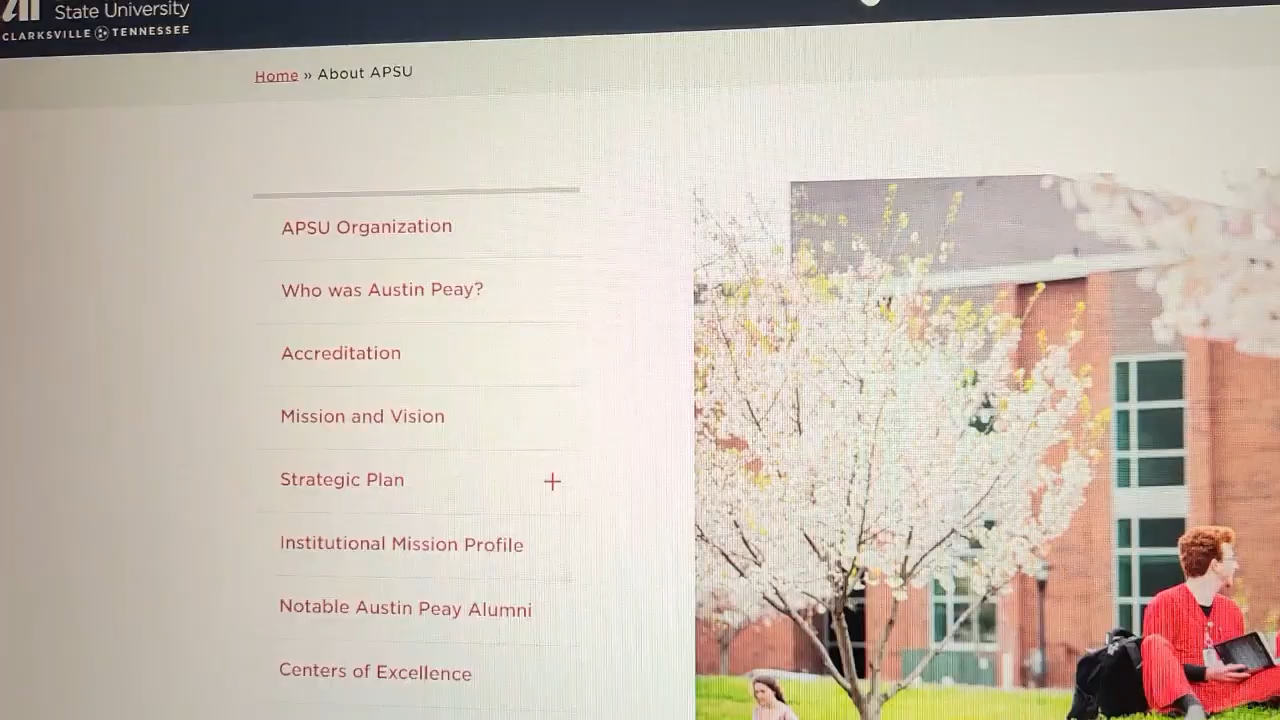 State University
CLARKSVILLE TENNESSEE
Home » About APSU
APSU Organization
Who was Austin Peay?
Accreditation
Mission and Vision
Strategic Plan +
Institutional Mission Profile
Notable Austin Peay Alumni
Centers of Excellence